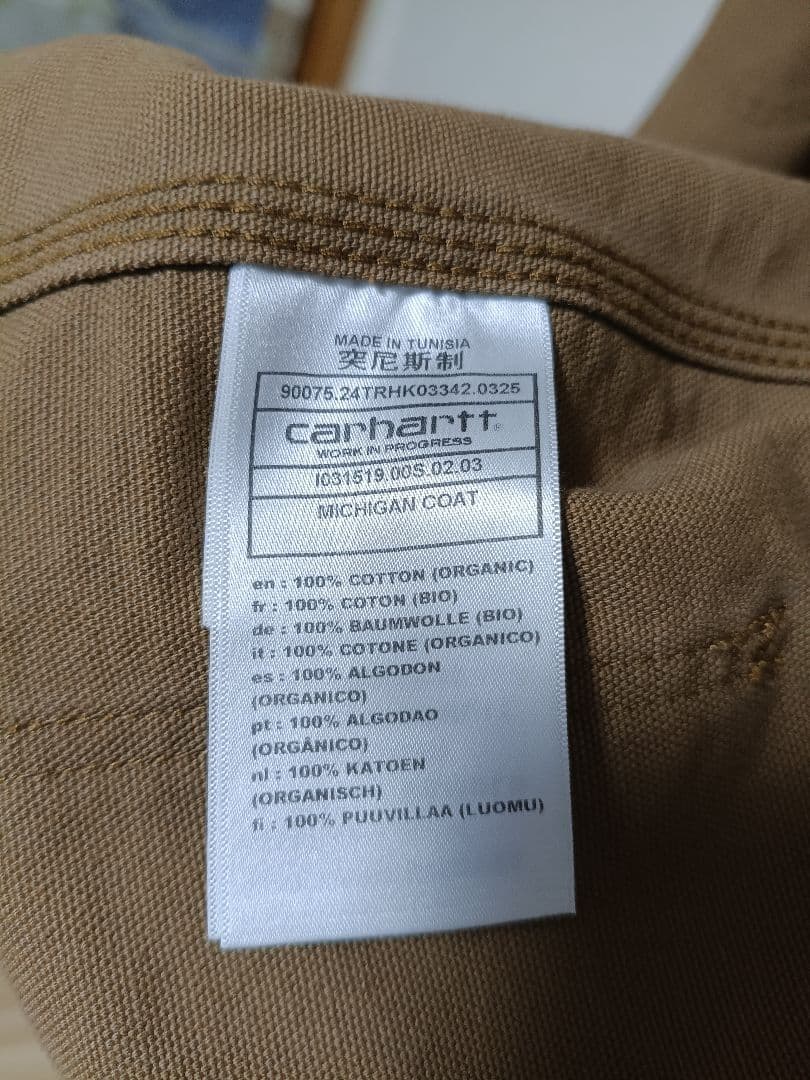 MADE IN TUNISIA
突尼斯制
90075.24TRHK03342.0325
carhartt®
WORK IN PROGRESS
I031519.00S.02.03
MICHIGAN COAT
en : 100% COTTON (ORGANIC)
fr : 100% COTON (BIO)
de : 100% BAUMWOLLE (BIO)
it : 100% COTONE (ORGANICO)
es : 100% ALGODON
(ORGANICO)
pt : 100% ALGODAO
(ORGÂNICO)
nl : 100% KATOEN
(ORGANISCH)
fi : 100% PUUVILLAA (LUOMU)